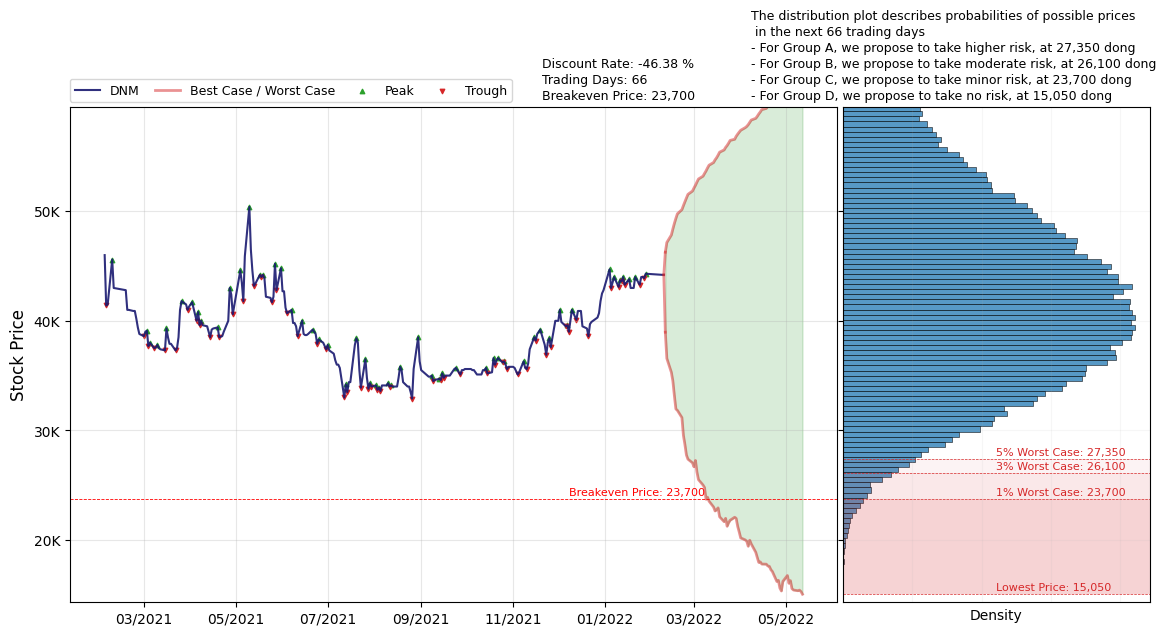 The distribution plot describes probabilities of possible prices
in the next 66 trading days
- For Group A, we propose to take higher risk, at 27,350 dong
- For Group B, we propose to take moderate risk, at 26,100 dong
- For Group C, we propose to take minor risk, at 23,700 dong
- For Group D, we propose to take no risk, at 15,050 dong
Discount Rate: -46.38 %
Trading Days: 66
Breakeven Price: 23,700
DNM
Best Case / Worst Case
Peak
Trough
Stock Price
50K
40K
30K
20K
Breakeven Price: 23,700
03/2021
05/2021
07/2021
09/2021
11/2021
01/2022
03/2022
05/2022
5% Worst Case: 27,350
3% Worst Case: 26,100
1% Worst Case: 23,700
Lowest Price: 15,050
Density